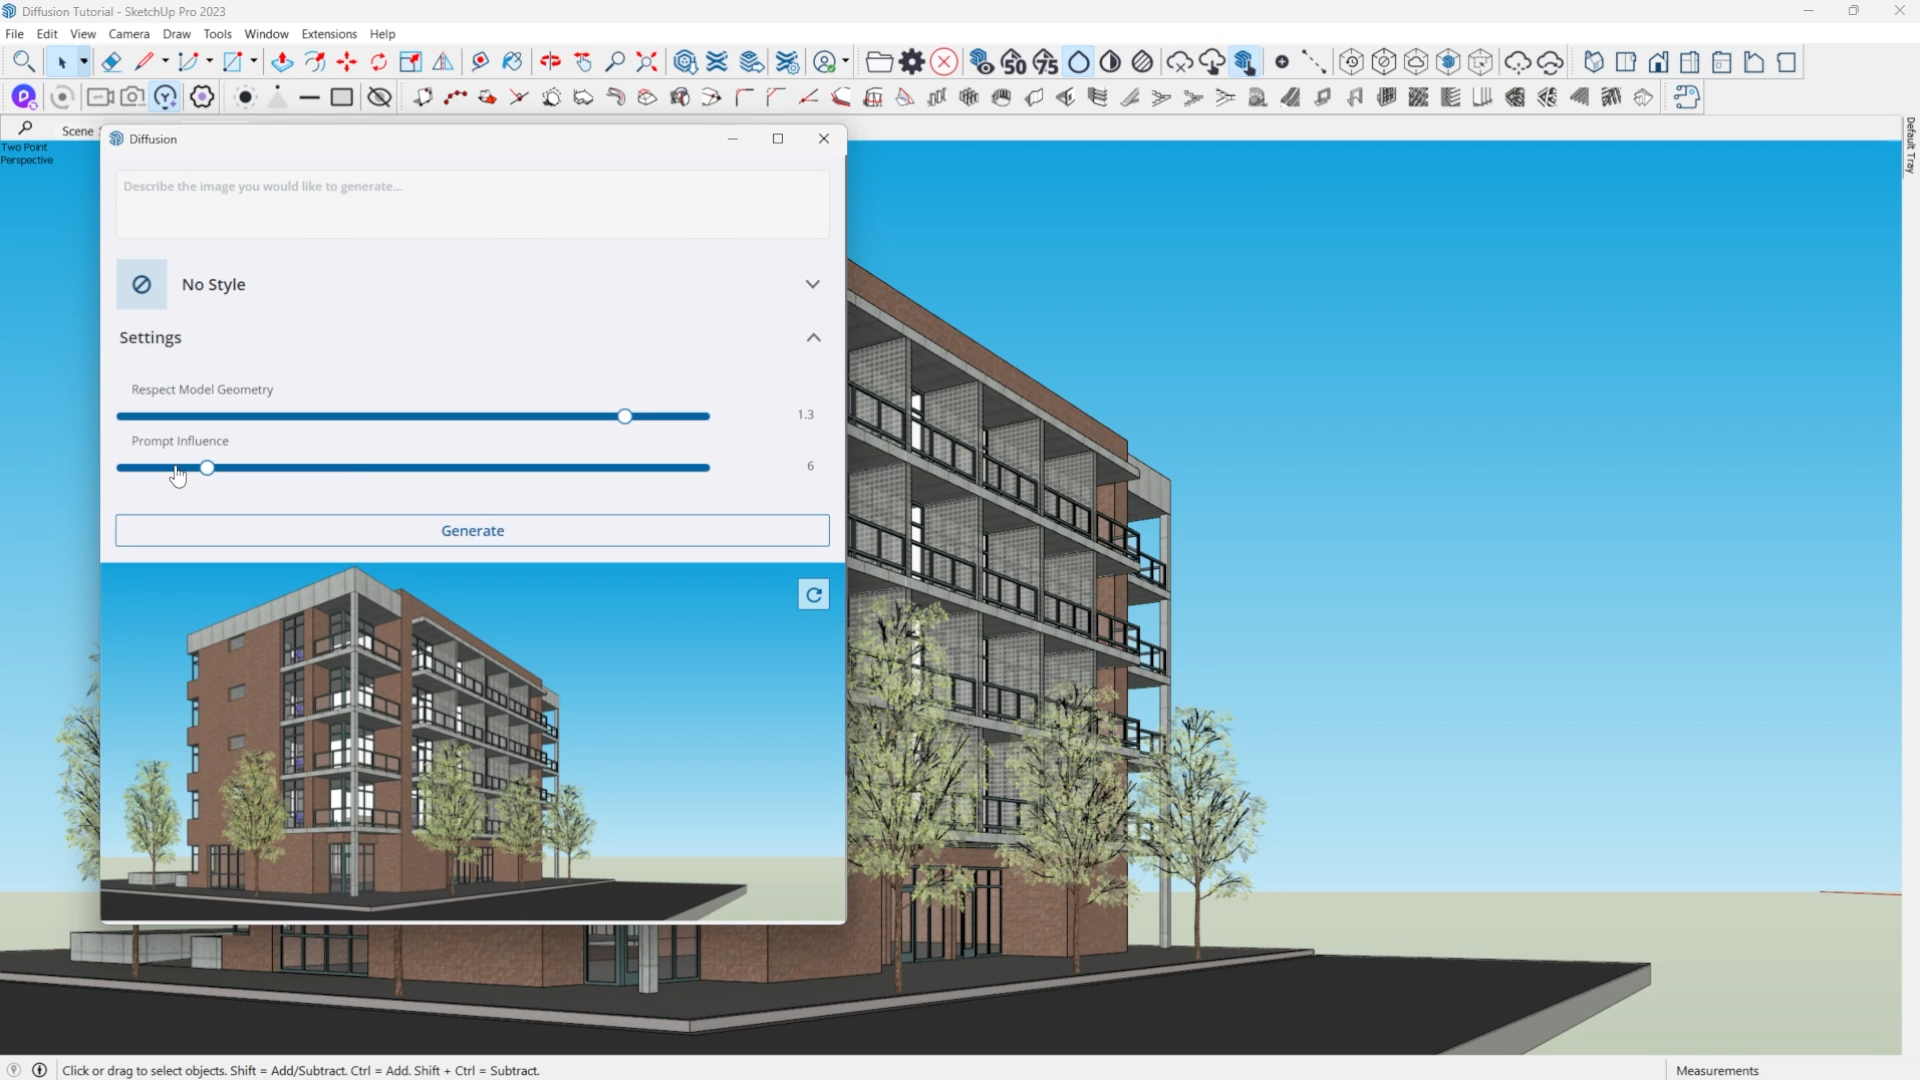 Diffusion Tutorial - SketchUp Pro 2023
File Edit View Camera Draw Tools Window Extensions Help
50 75
Scene
Two Point
Perspective
Default Tray
Diffusion
Describe the image you would like to generate...
No Style
Settings
Respect Model Geometry
1.3
Prompt Influence
6
Generate
Click or drag to select objects. Shift = Add/Subtract. Ctrl = Add. Shift + Ctrl = Subtract.
Measurements